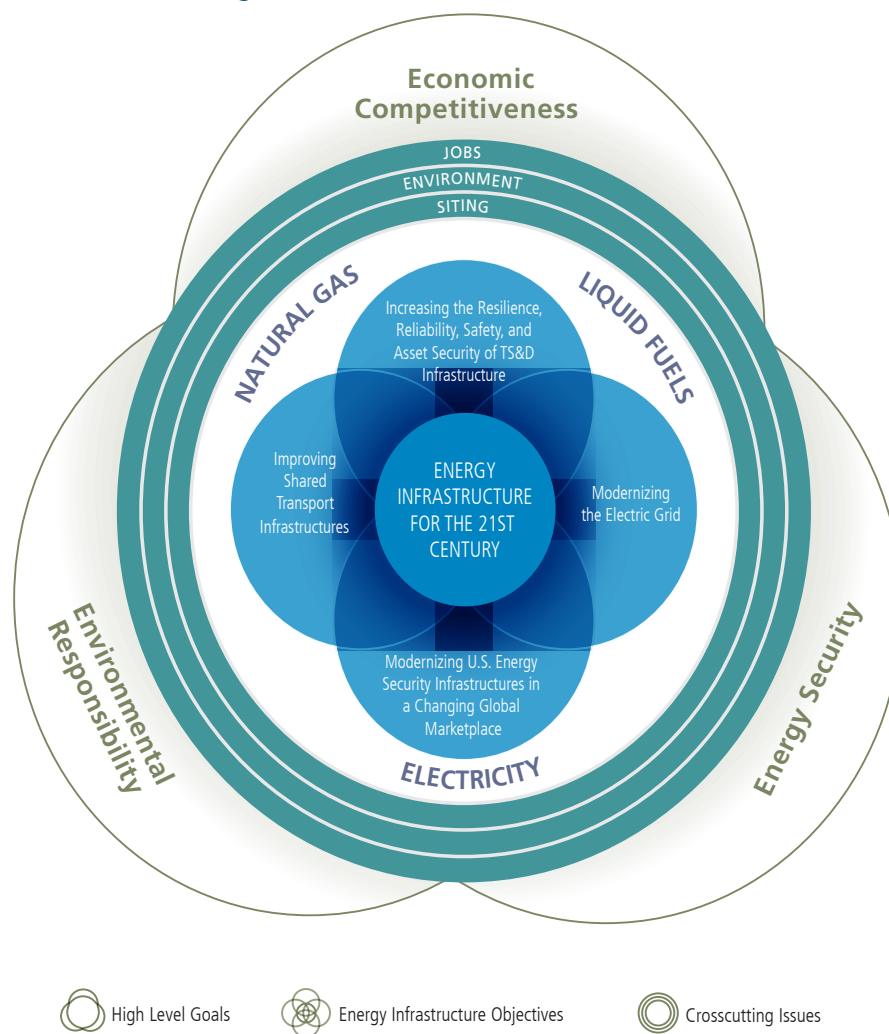 Economic
Competitiveness
JOBS
ENVIRONMENT
SITING
NATURAL GAS
LIQUID FUELS
Increasing the Resilience,
Reliability, Safety, and
Asset Security of TS&D
Infrastructure
Improving
Shared
Transport
Infrastructures
ENERGY
INFRASTRUCTURE
FOR THE 21ST
CENTURY
Modernizing
the Electric Grid
Modernizing U.S. Energy
Security Infrastructures in
a Changing Global
Marketplace
ELECTRICITY
Environmental
Responsibility
Energy Security
High Level Goals
Energy Infrastructure Objectives
Crosscutting Issues